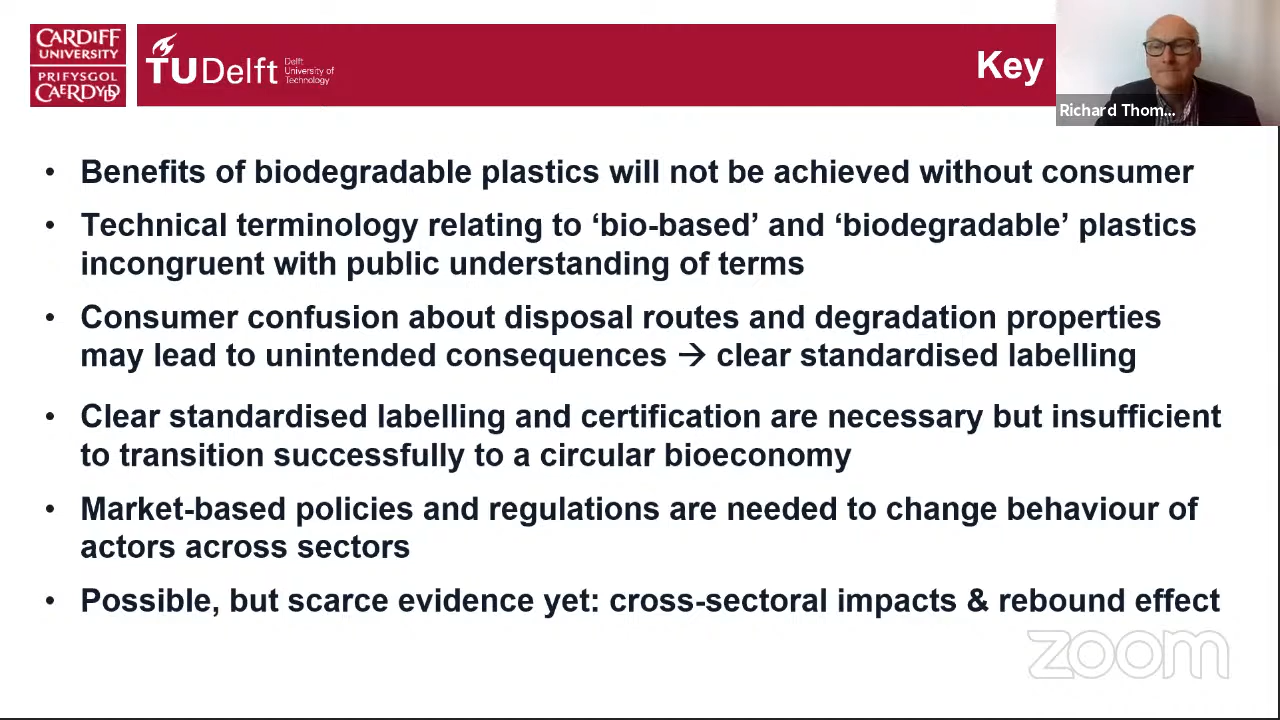 CARDIFF
UNIVERSITY
PRIFYSGOL
CAERDYDD
TU Delft
Delft
University of
Technology
Key
Richard Thom...
• Benefits of biodegradable plastics will not be achieved without consumer
• Technical terminology relating to ‘bio-based’ and ‘biodegradable’ plastics
incongruent with public understanding of terms
• Consumer confusion about disposal routes and degradation properties
may lead to unintended consequences → clear standardised labelling
• Clear standardised labelling and certification are necessary but insufficient
to transition successfully to a circular bioeconomy
• Market-based policies and regulations are needed to change behaviour of
actors across sectors
• Possible, but scarce evidence yet: cross-sectoral impacts & rebound effect
zoom